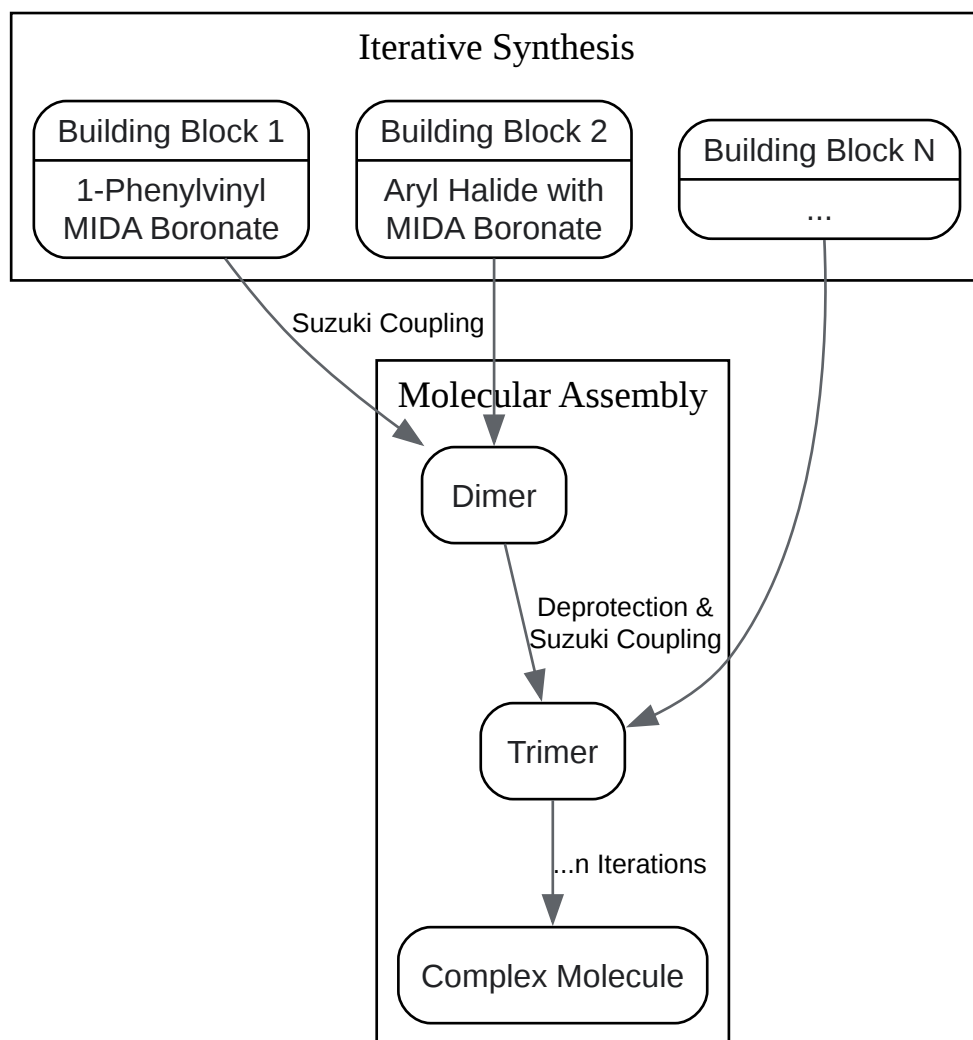 Iterative Synthesis
Building Block 1
1-Phenylvinyl
MIDA Boronate
Building Block 2
Aryl Halide with
MIDA Boronate
Building Block N
...
Suzuki Coupling
Molecular Assembly
Dimer
Deprotection &
Suzuki Coupling
Trimer
...n Iterations
Complex Molecule